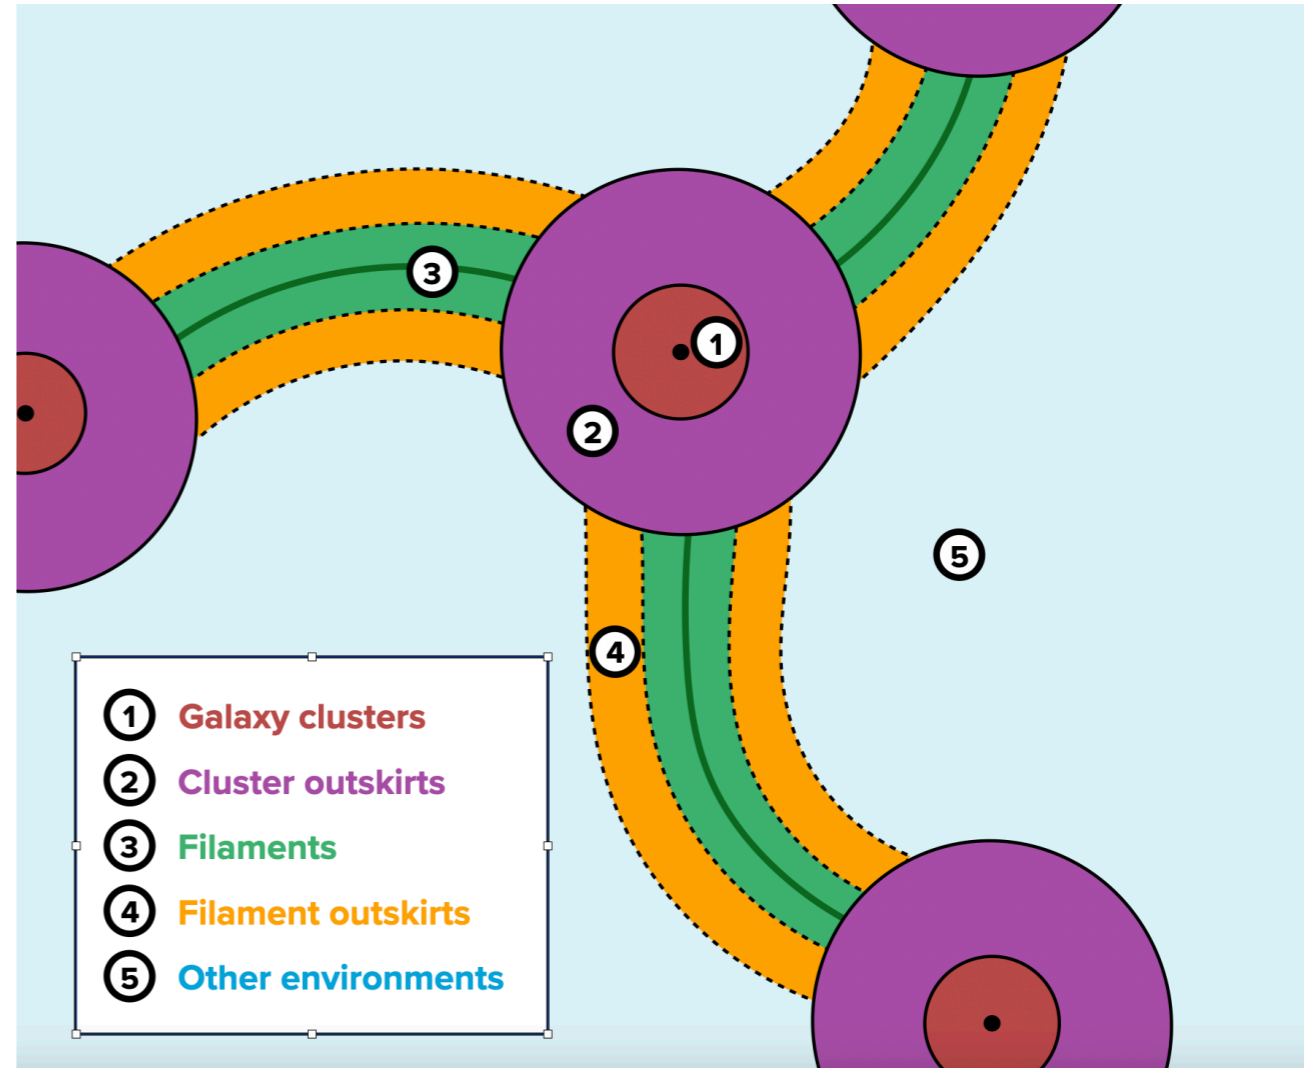 3
1
2
5
4
1 Galaxy clusters
2 Cluster outskirts
3 Filaments
4 Filament outskirts
5 Other environments